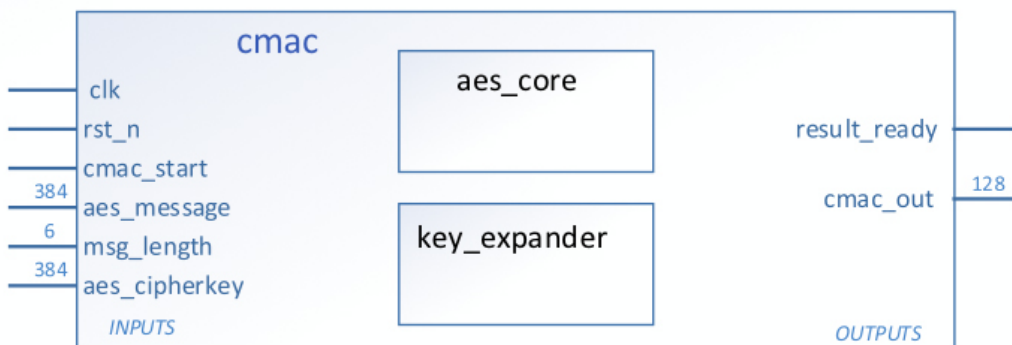 cmac
aes_core
clk
rst_n
result_ready
cmac_start
384
aes_message
128
cmac_out
6
msg_length
key_expander
384
aes_cipherkey
INPUTS
OUTPUTS